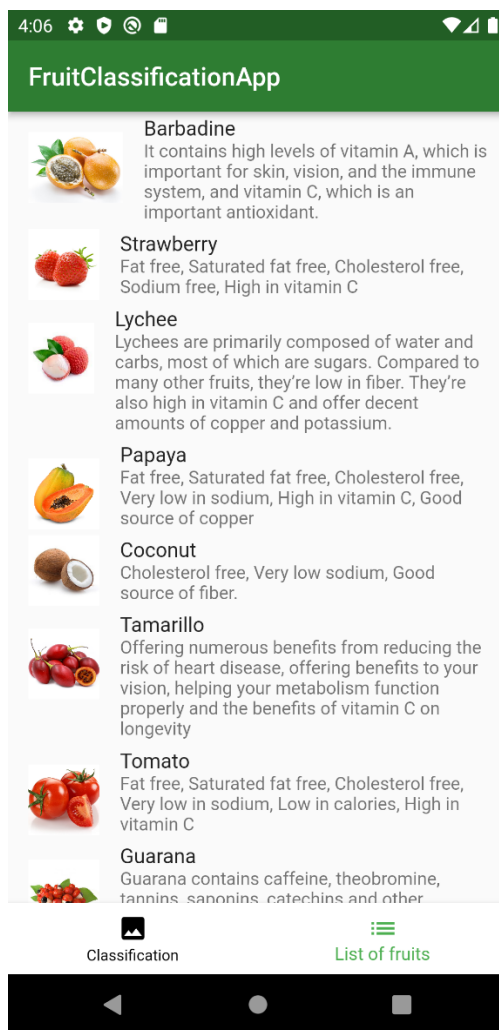 4:06
FruitClassificationApp
Barbadine
It contains high levels of vitamin A, which is
important for skin, vision, and the immune
system, and vitamin C, which is an
important antioxidant.
Strawberry
Fat free, Saturated fat free, Cholesterol free,
Sodium free, High in vitamin C
Lychee
Lychees are primarily composed of water and
carbs, most of which are sugars. Compared to
many other fruits, they’re low in fiber. They’re
also high in vitamin C and offer decent
amounts of copper and potassium.
Papaya
Fat free, Saturated fat free, Cholesterol free,
Very low in sodium, High in vitamin C, Good
source of copper
Coconut
Cholesterol free, Very low sodium, Good
source of fiber.
Tamarillo
Offering numerous benefits from reducing the
risk of heart disease, offering benefits to your
vision, helping your metabolism function
properly and the benefits of vitamin C on
longevity
Tomato
Fat free, Saturated fat free, Cholesterol free,
Very low in sodium, Low in calories, High in
vitamin C
Guarana
Guarana contains caffeine, theobromine,
tannins, saponins, catechins and other
Classification
List of fruits